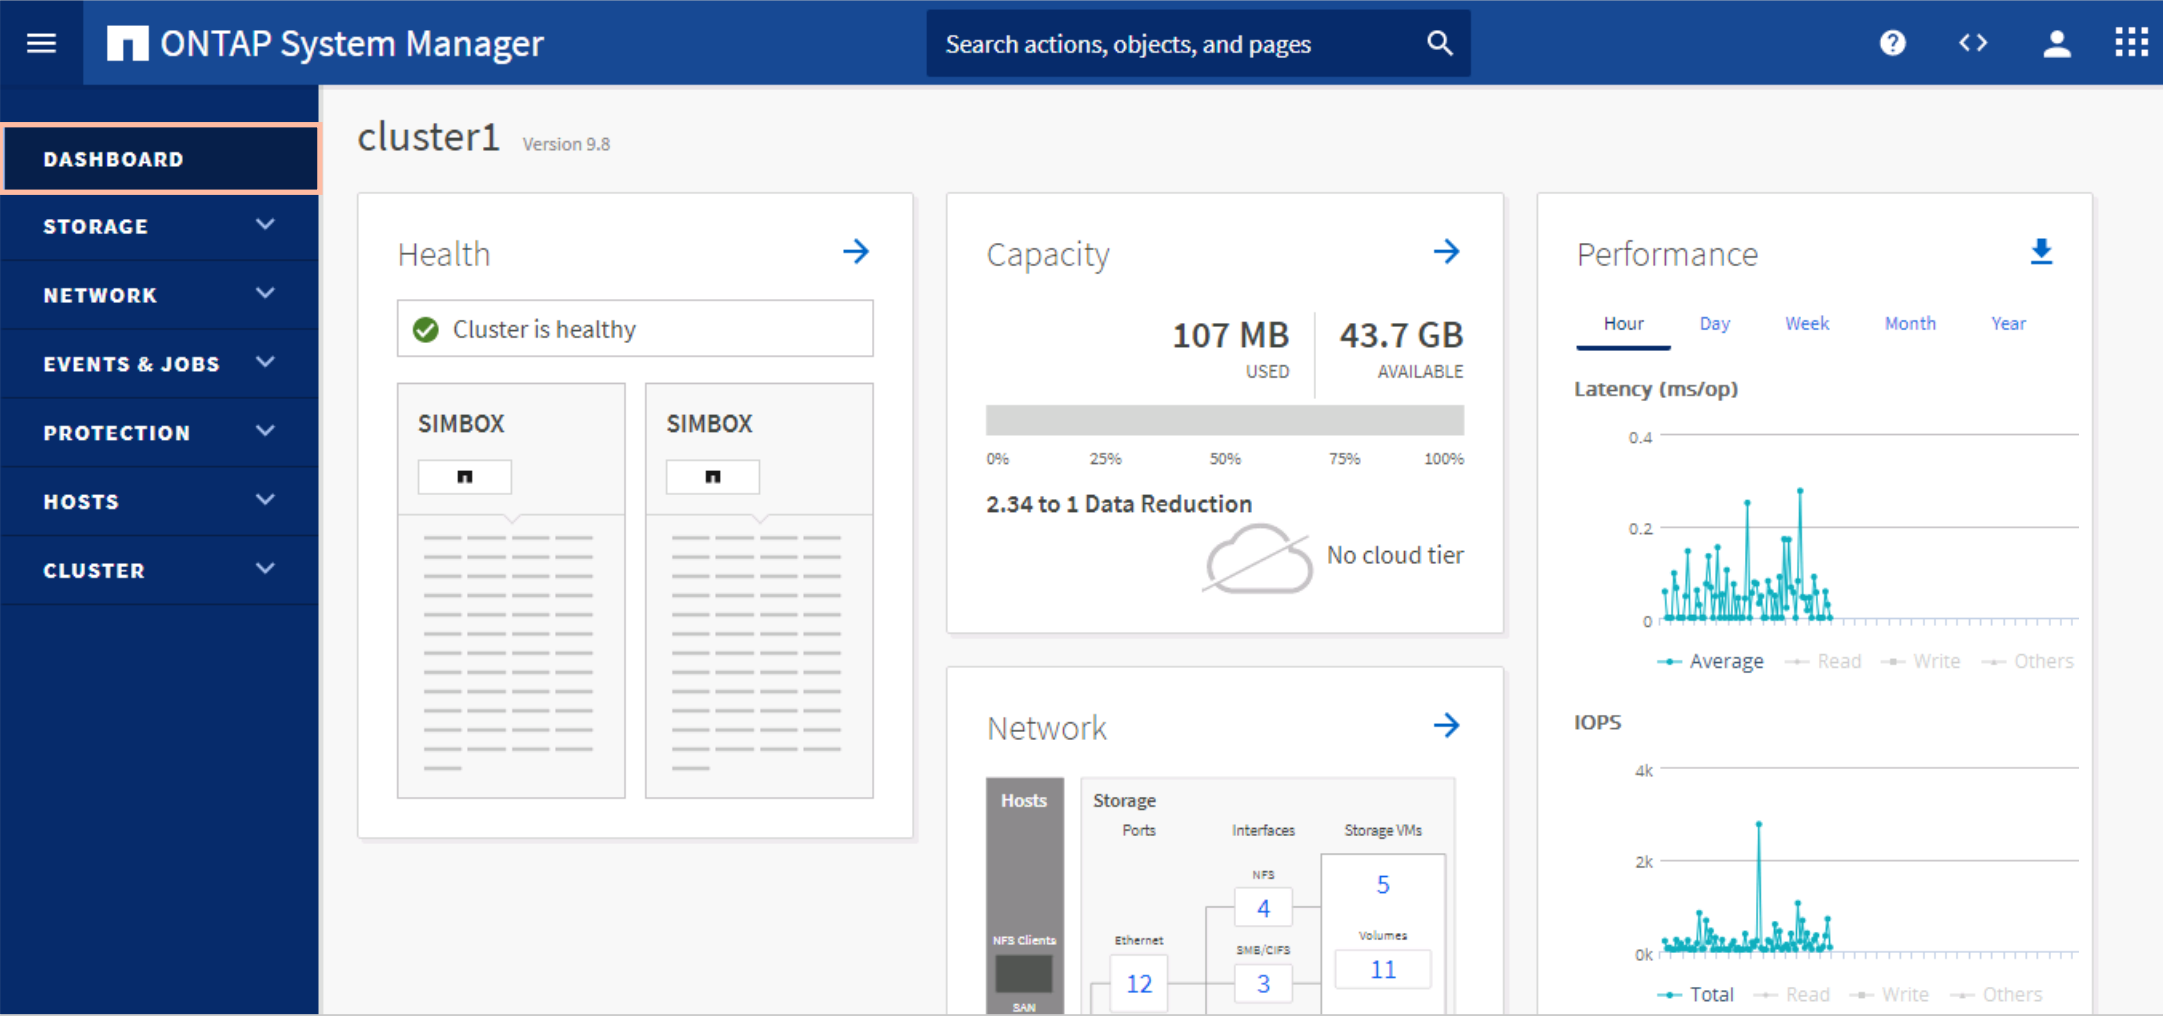 ONTAP System Manager
Search actions, objects, and pages
DASHBOARD
STORAGE
NETWORK
EVENTS & JOBS
PROTECTION
HOSTS
CLUSTER
cluster1 Version 9.8
Health
Cluster is healthy
SIMBOX SIMBOX
Capacity
107 MB 43.7 GB
USED AVAILABLE
0% 25% 50% 75% 100%
2.34 to 1 Data Reduction
No cloud tier
Network
Hosts
NFS Clients
SAN
Storage
Ports Interfaces Storage VMs
NFS
4
5
Ethernet
12
SMB/CIFS
3
Volumes
11
Performance
Hour Day Week Month Year
Latency (ms/op)
0.4
0.2
0
Average Read Write Others
IOPS
4k
2k
0k
Total Read Write Others